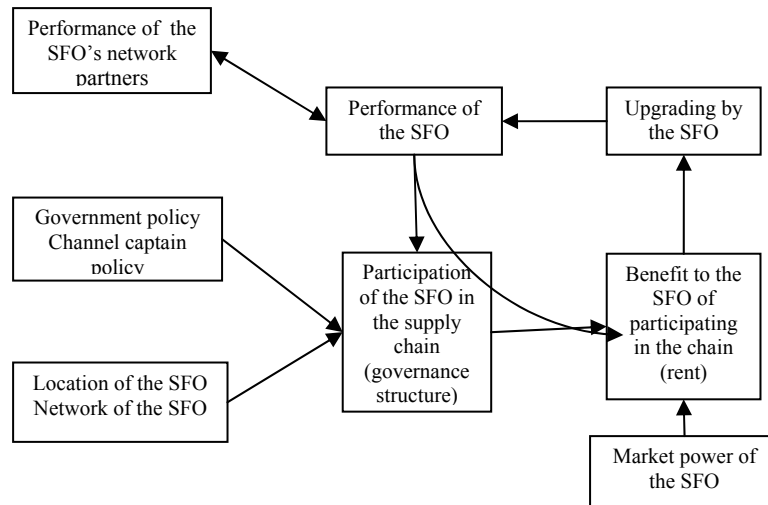 Performance of the
SFO's network
partners
Performance of
the SFO
Upgrading by
the SFO
Government policy
Channel captain
policy
Participation
of the SFO in
the supply
chain
(governance
structure)
Benefit to the
SFO of
participating
in the chain
(rent)
Location of the SFO
Network of the SFO
Market power of
the SFO